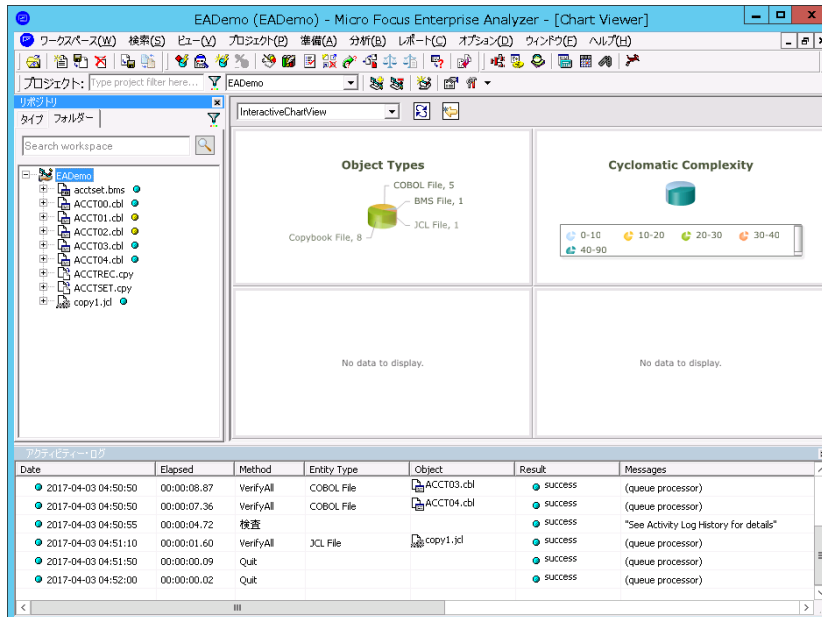 EADemo (EADemo) - Micro Focus Enterprise Analyzer - [Chart Viewer]
ワークスペース(W) 検索(S) ビュー(V) プロジェクト(P) 準備(A) 分析(B) レポート(C) オプション(D) ウィンドウ(E) ヘルプ(H)
プロジェクト: Type project filter here... EADemo
リポジトリ
タイプ フォルダー
Search workspace
EADemo
acctset.bms
ACCT00.cbl
ACCT01.cbl
ACCT02.cbl
ACCT03.cbl
ACCT04.cbl
ACCTREC.cpy
ACCTSET.cpy
copy1.jcl
InteractiveChartView
Object Types
COBOL File, 5
BMS File, 1
JCL File, 1
Copybook File, 8
Cyclomatic Complexity
0-10 10-20 20-30 30-40
40-90
No data to display.
No data to display.
アクティビティー・ログ
Date Elapsed Method Entity Type Object Result Messages
2017-04-03 04:50:50 00:00:08.87 VerifyAll COBOL File ACCT03.cbl success (queue processor)
2017-04-03 04:50:50 00:00:07.36 VerifyAll COBOL File ACCT04.cbl success (queue processor)
2017-04-03 04:50:55 00:00:04.72 検査 success "See Activity Log History for details"
2017-04-03 04:51:10 00:00:01.60 VerifyAll JCL File copy1.jcl success (queue processor)
2017-04-03 04:51:50 00:00:00.09 Quit success (queue processor)
2017-04-03 04:52:00 00:00:00.02 Quit success (queue processor)